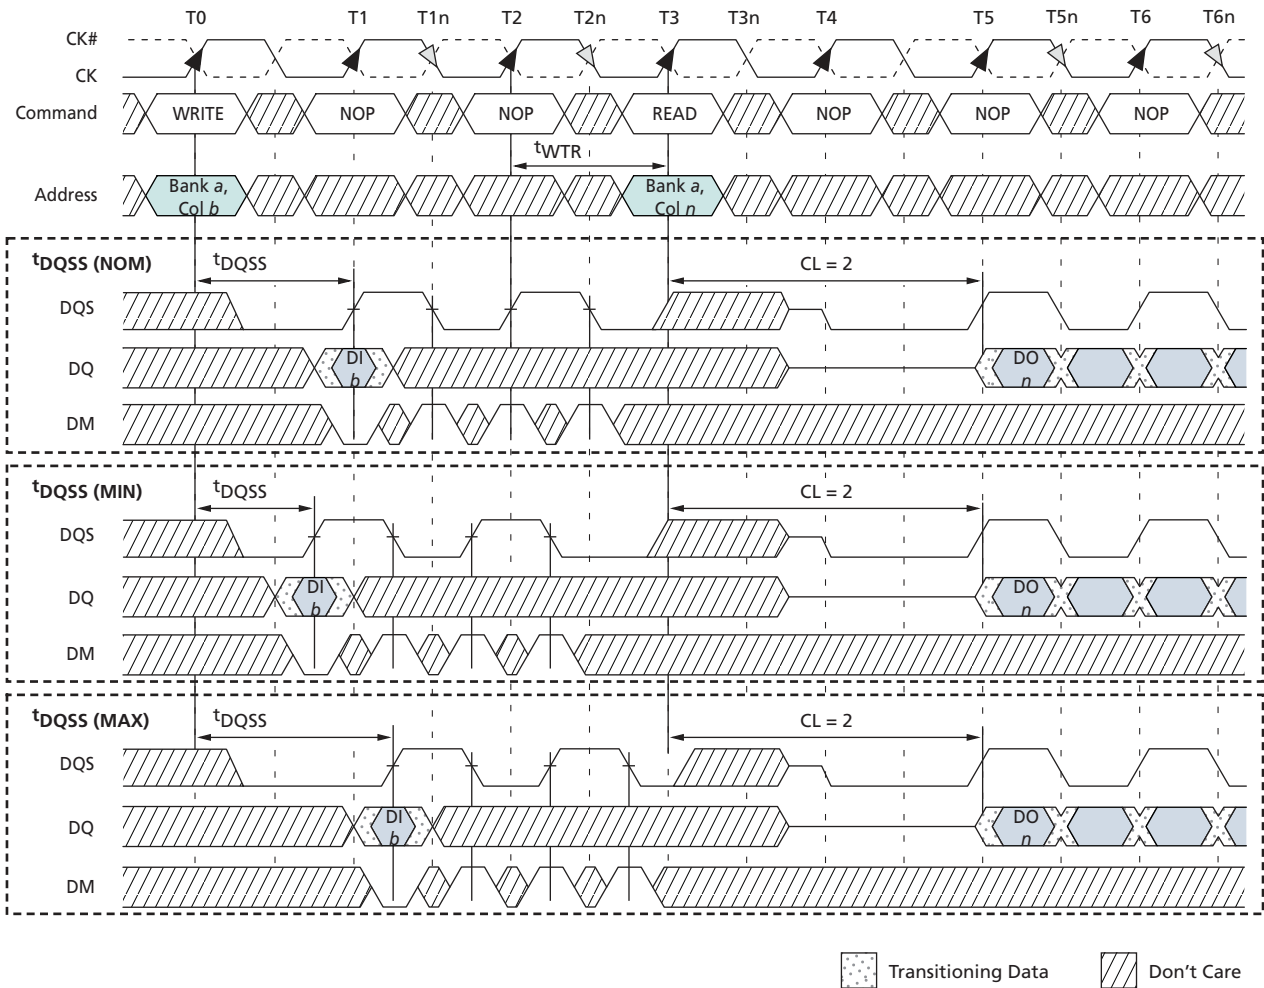 T0 T1 T1n T2 T2n T3 T3n T4 T5 T5n T6 T6n
CK#
CK
Command WRITE NOP NOP READ NOP NOP NOP
tWTR
Address Bank a, Bank a,
Col b Col n
tDQSS (NOM) tDQSS CL = 2
DQS
DQ DI DO
b n
DM
tDQSS (MIN) tDQSS CL = 2
DQS
DQ DI DO
b n
DM
tDQSS (MAX) tDQSS CL = 2
DQS
DQ DI DO
b n
DM
Transitioning Data Don't Care